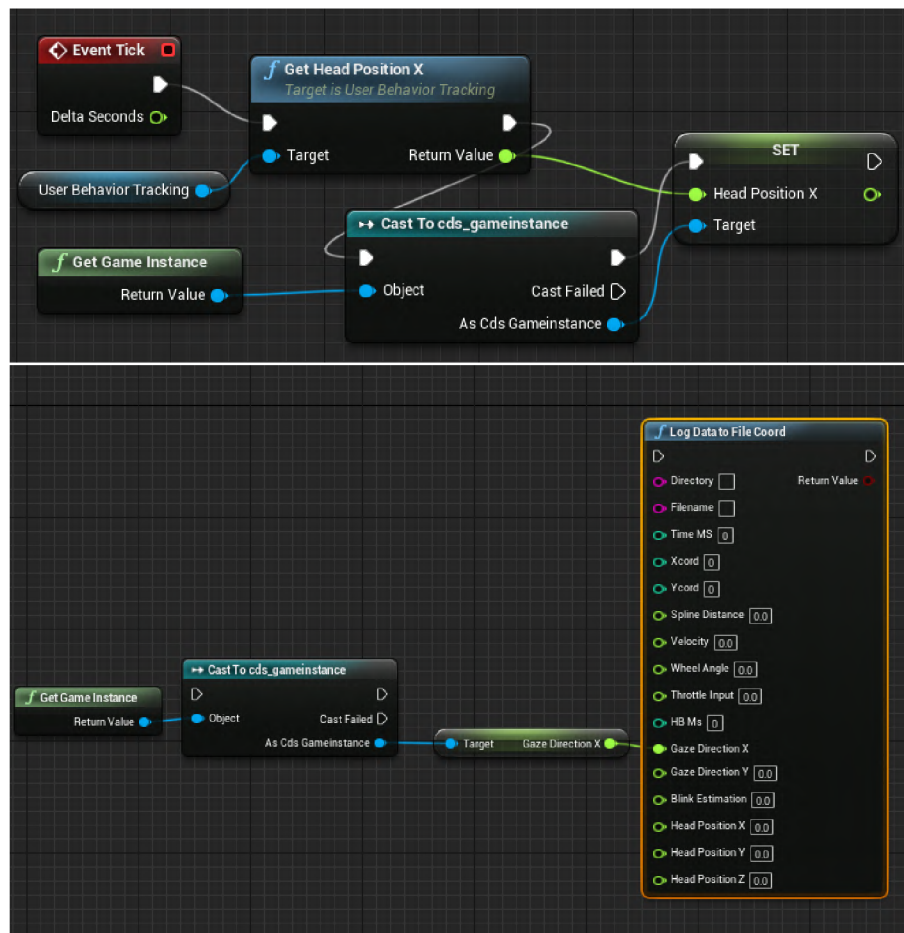 Event Tick
Delta Seconds
Get Head Position X
Target is User Behavior Tracking
Target
Return Value
User Behavior Tracking
SET
Head Position X
Target
Cast To cds_gameinstance
Object
Cast Failed
As Cds Gameinstance
Get Game Instance
Return Value
Log Data to File Coord
Directory
Return Value
Filename
Time MS 0
Xcord 0
Ycord 0
Spline Distance 0.0
Velocity 0.0
Wheel Angle 0.0
Throttle Input 0.0
HB Ms 0
Gaze Direction X
Gaze Direction Y 0.0
Blink Estimation 0.0
Head Position X 0.0
Head Position Y 0.0
Head Position Z 0.0
Cast To cds_gameinstance
Object
Cast Failed
As Cds Gameinstance
Get Game Instance
Return Value
Target Gaze Direction X